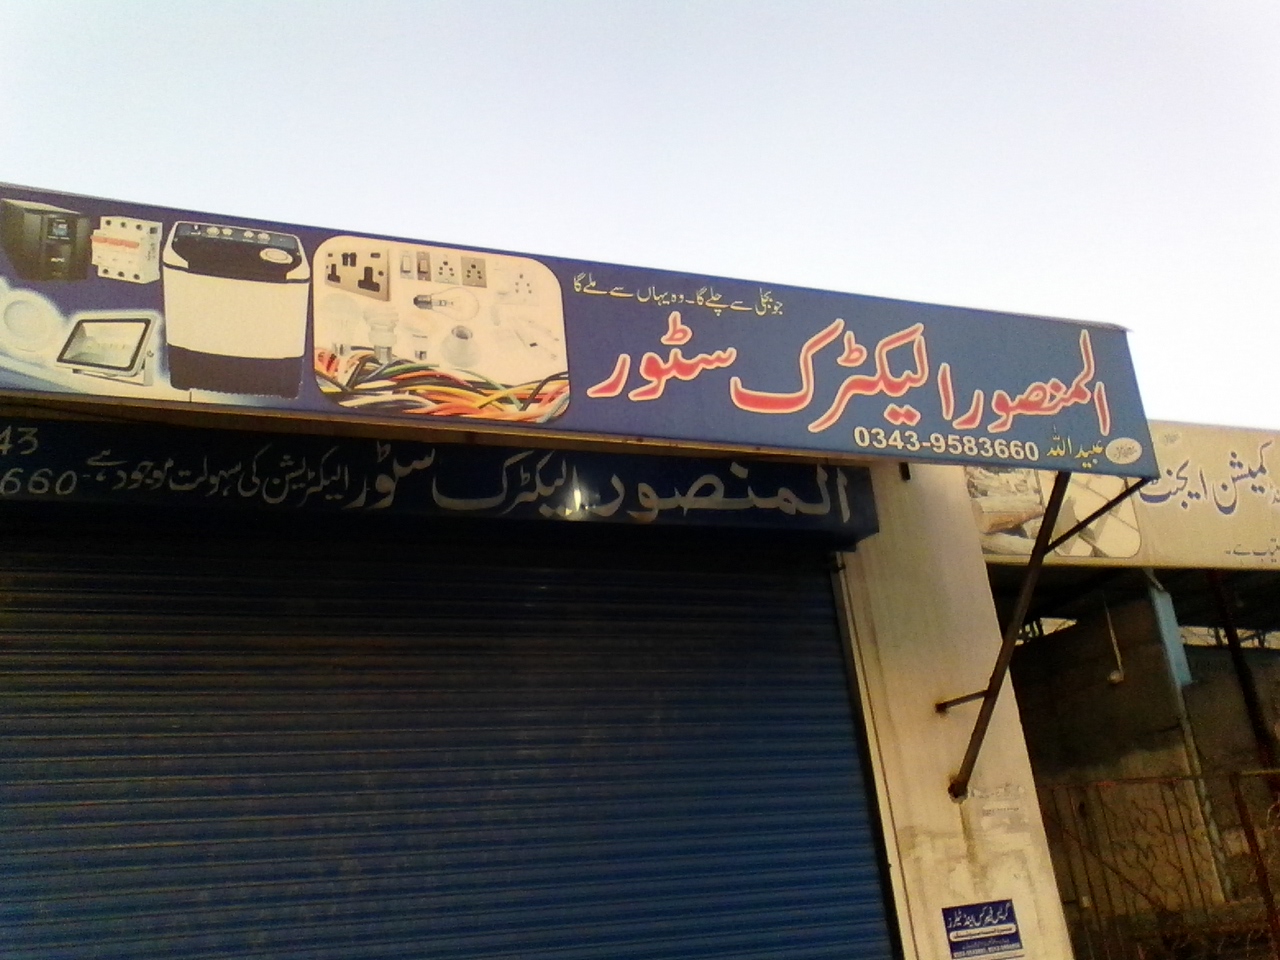 جو بجلی سے چلے گا۔ وہ یہاں سے ملے گا
المنصور الیکٹرک سٹور
عبید اللہ 0343-9583660
المنصور الیکٹرک سٹور الیکٹریشن کی سہولت موجود ہے۔
43
660
کمیشن ایجنٹ